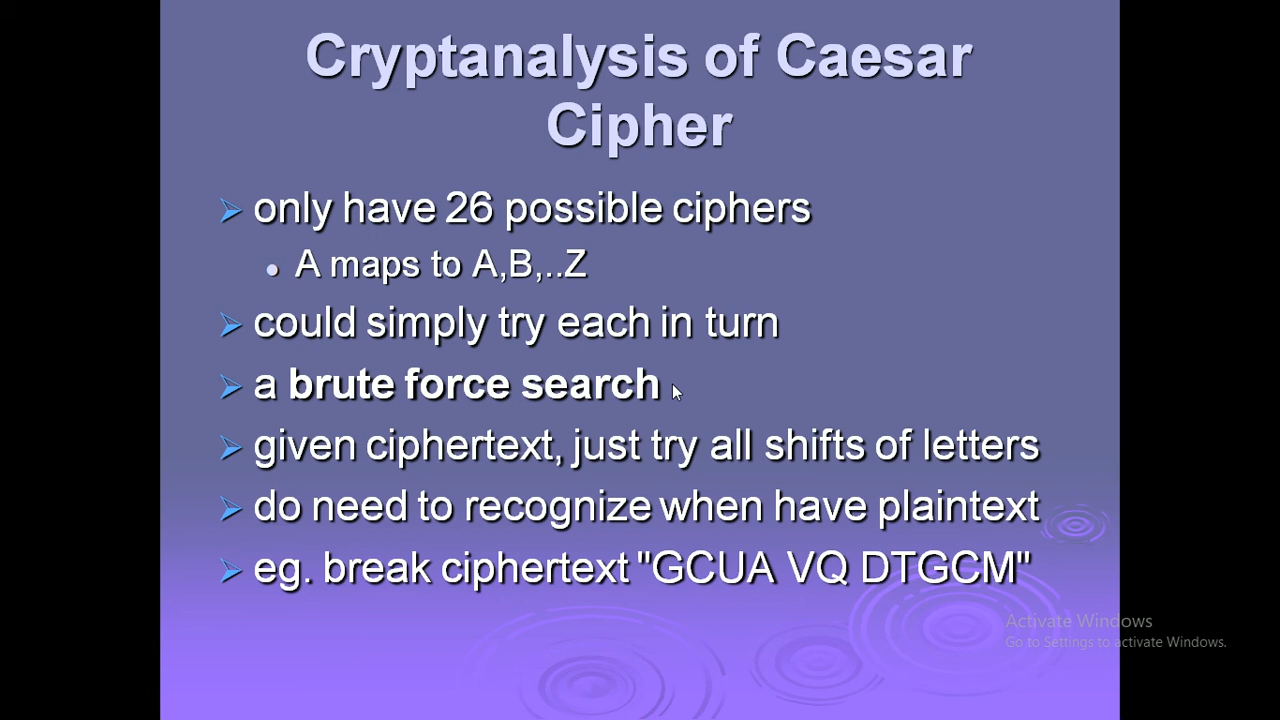 Cryptanalysis of Caesar
Cipher
only have 26 possible ciphers
A maps to A,B,..Z
could simply try each in turn
a brute force search
given ciphertext, just try all shifts of letters
do need to recognize when have plaintext
eg. break ciphertext "GCUA VQ DTGCM"
Activate Windows
Go to Settings to activate Windows.